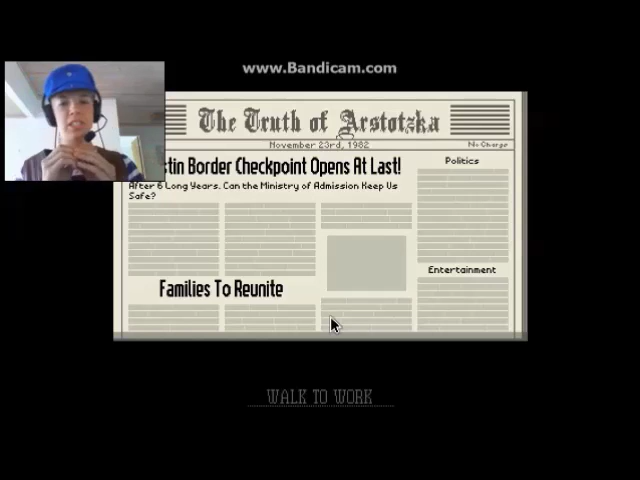 www.Bandicam.com
The Truth of Arstotzka
November 23rd, 1982
No Charge
stin Border Checkpoint Opens At Last!
After 6 Long Years. Can the Ministry of Admission Keep Us
Safe?
Politics
Families To Reunite
Entertainment
WALK TO WORK